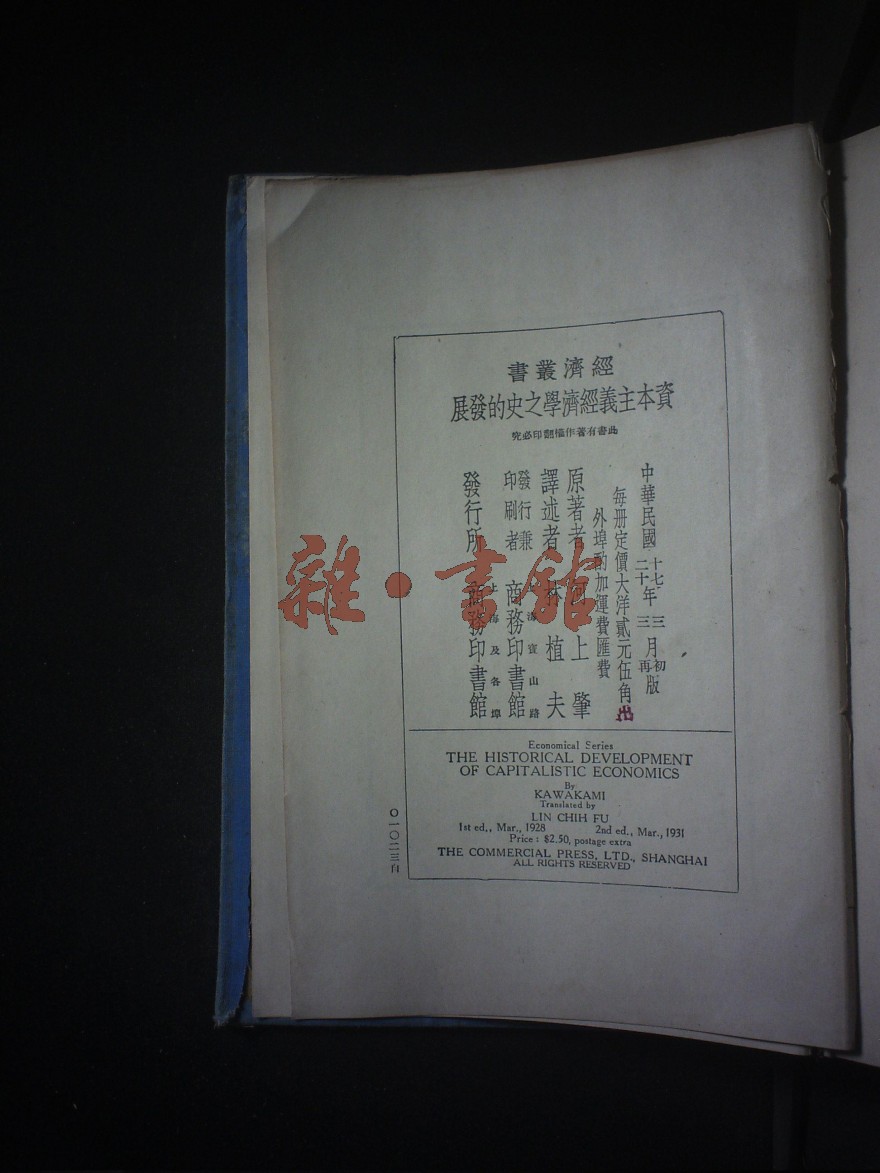 經濟叢書
資本主義經濟學之史的發展
此書有著作權翻印必究
中華民國十七年三月初版
二十年三月再版
每册定價大洋貳元伍角
外埠酌加運費匯費
原著者 河上肇
譯述者 林植夫
發行兼印刷者 上海寶山路 商務印書館
發行所 上海及各埠 商務印書館
Economical Series
THE HISTORICAL DEVELOPMENT
OF CAPITALISTIC ECONOMICS
By
KAWAKAMI
Translated by
LIN CHIH FU
1st ed., Mar., 1928 2nd ed., Mar., 1931
Price: $2.50, postage extra
THE COMMERCIAL PRESS, LTD., SHANGHAI
ALL RIGHTS RESERVED
雜·書館